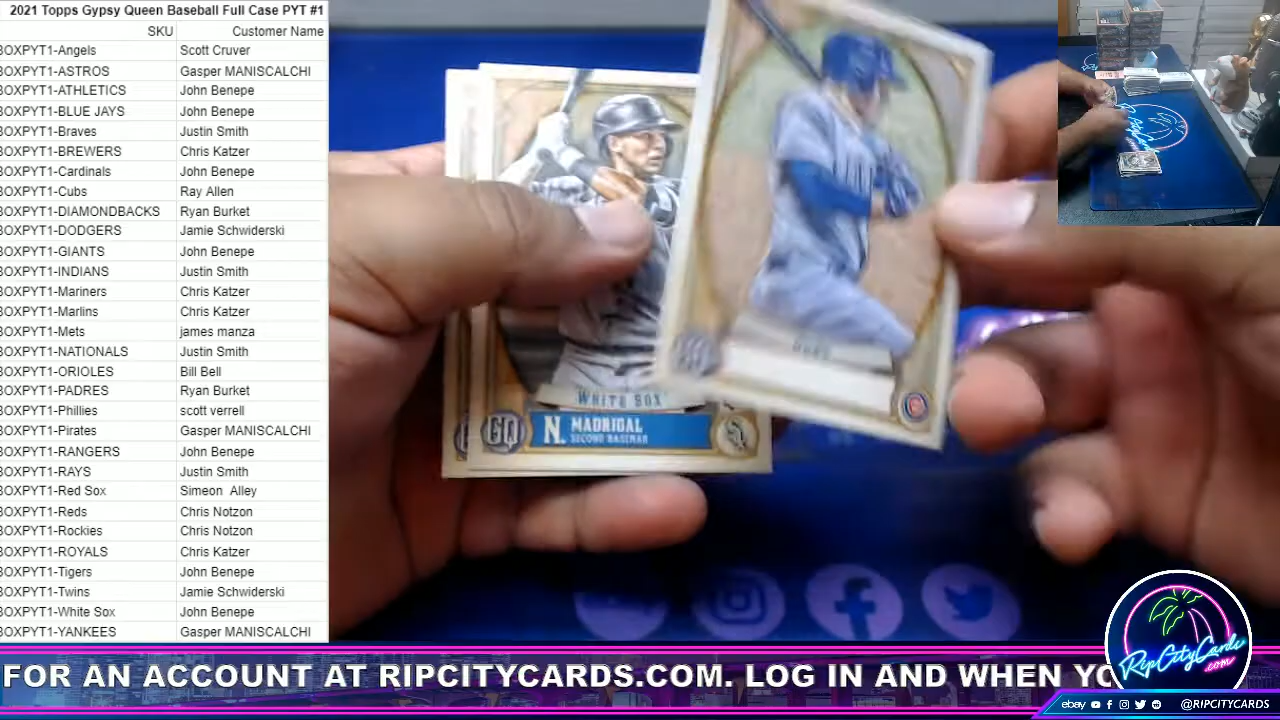 2021 Topps Gypsy Queen Baseball Full Case PYT #1
SKU Customer Name
BOXPYT1-Angels Scott Cruver
BOXPYT1-ASTROS Gasper MANISCALCHI
BOXPYT1-ATHLETICS John Benepe
BOXPYT1-BLUE JAYS John Benepe
BOXPYT1-Braves Justin Smith
BOXPYT1-BREWERS Chris Katzer
BOXPYT1-Cardinals John Benepe
BOXPYT1-Cubs Ray Allen
BOXPYT1-DIAMONDBACKS Ryan Burket
BOXPYT1-DODGERS Jamie Schwiderski
BOXPYT1-GIANTS John Benepe
BOXPYT1-INDIANS Justin Smith
BOXPYT1-Mariners Chris Katzer
BOXPYT1-Marlins Chris Katzer
BOXPYT1-Mets james manza
BOXPYT1-NATIONALS Justin Smith
BOXPYT1-ORIOLES Bill Bell
BOXPYT1-PADRES Ryan Burket
BOXPYT1-Phillies scott verrell
BOXPYT1-Pirates Gasper MANISCALCHI
BOXPYT1-RANGERS John Benepe
BOXPYT1-RAYS Justin Smith
BOXPYT1-Red Sox Simeon Alley
BOXPYT1-Reds Chris Notzon
BOXPYT1-Rockies Chris Notzon
BOXPYT1-ROYALS Chris Katzer
BOXPYT1-Tigers John Benepe
BOXPYT1-Twins Jamie Schwiderski
BOXPYT1-White Sox John Benepe
BOXPYT1-YANKEES Gasper MANISCALCHI
WHITE SOX
GQ N. MADRIGAL
SECOND BASEMAN
RipCityCards
.com
FOR AN ACCOUNT AT RIPCITYCARDS.COM. LOG IN AND WHEN YO
ebay @RIPCITYCARDS